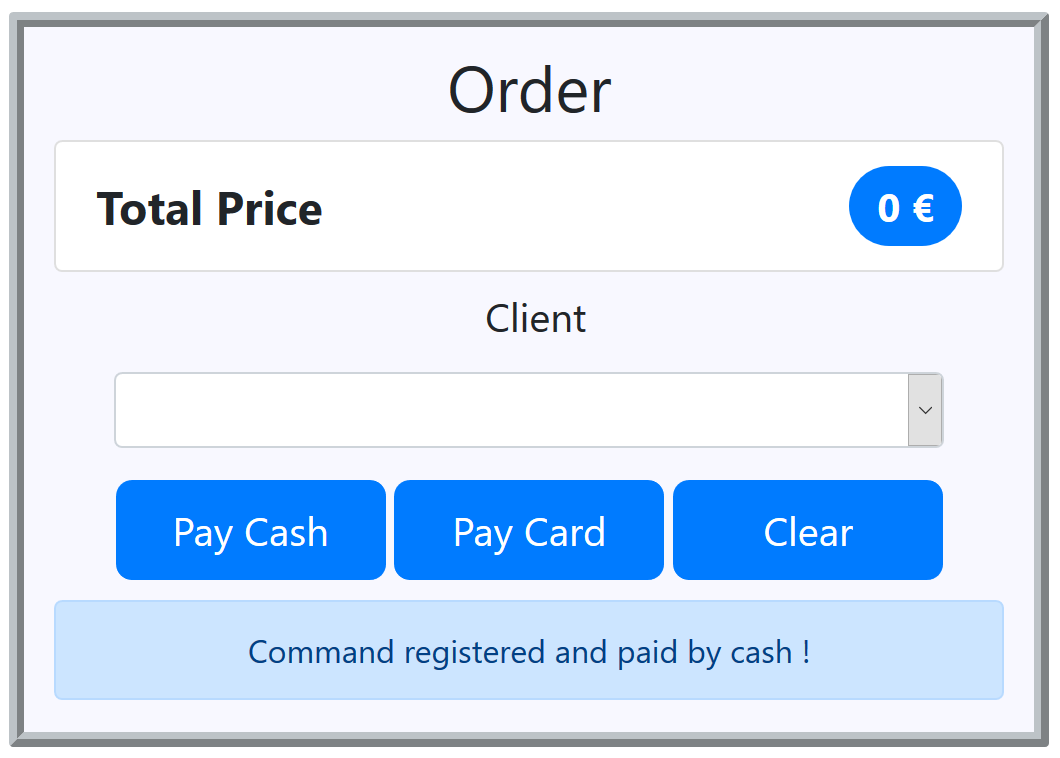 Order
Total Price 0 €
Client
Pay Cash Pay Card Clear
Command registered and paid by cash !